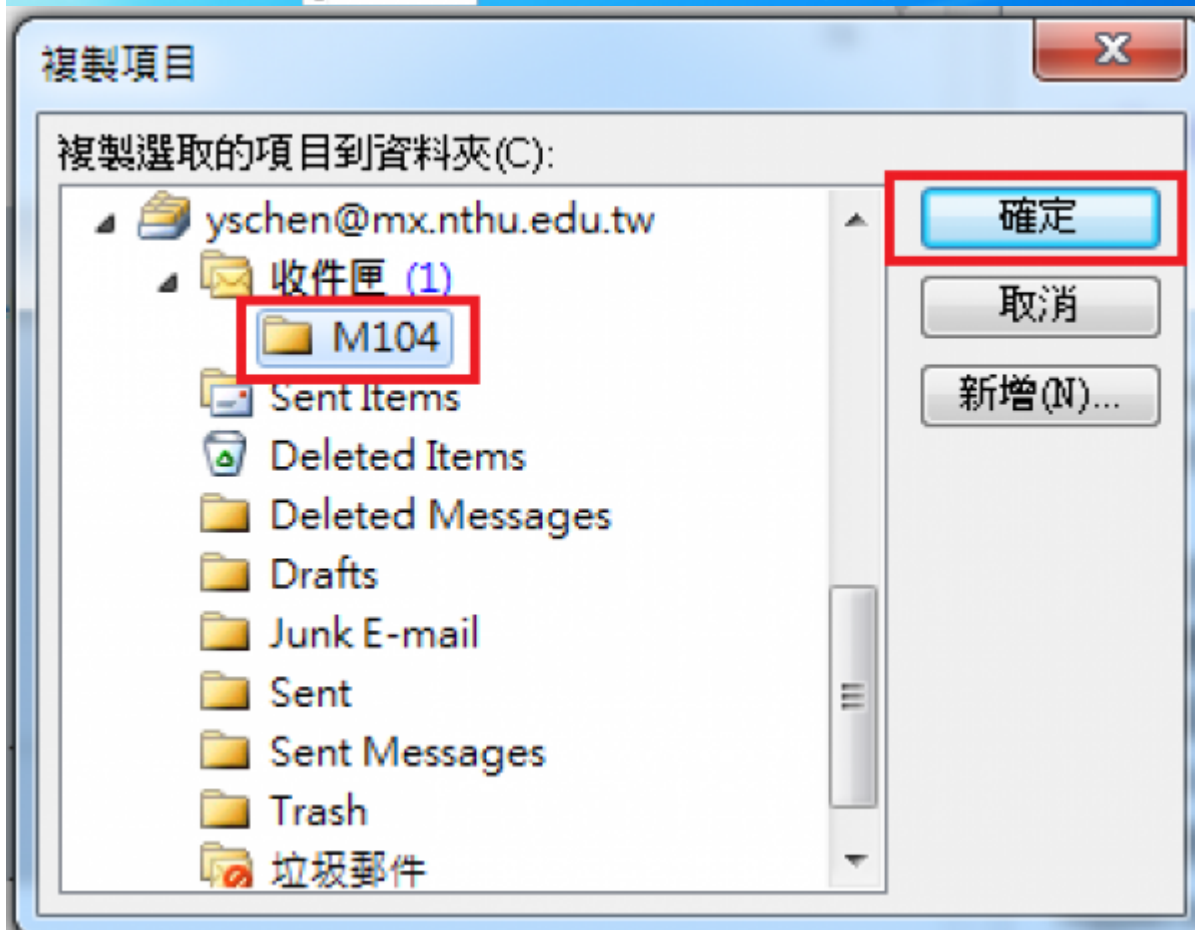 複製項目
複製選取的項目到資料夾(C):
yschen@mx.nthu.edu.tw
收件匣 (1)
M104
Sent Items
Deleted Items
Deleted Messages
Drafts
Junk E-mail
Sent
Sent Messages
Trash
垃圾郵件
確定
取消
新增(N)...